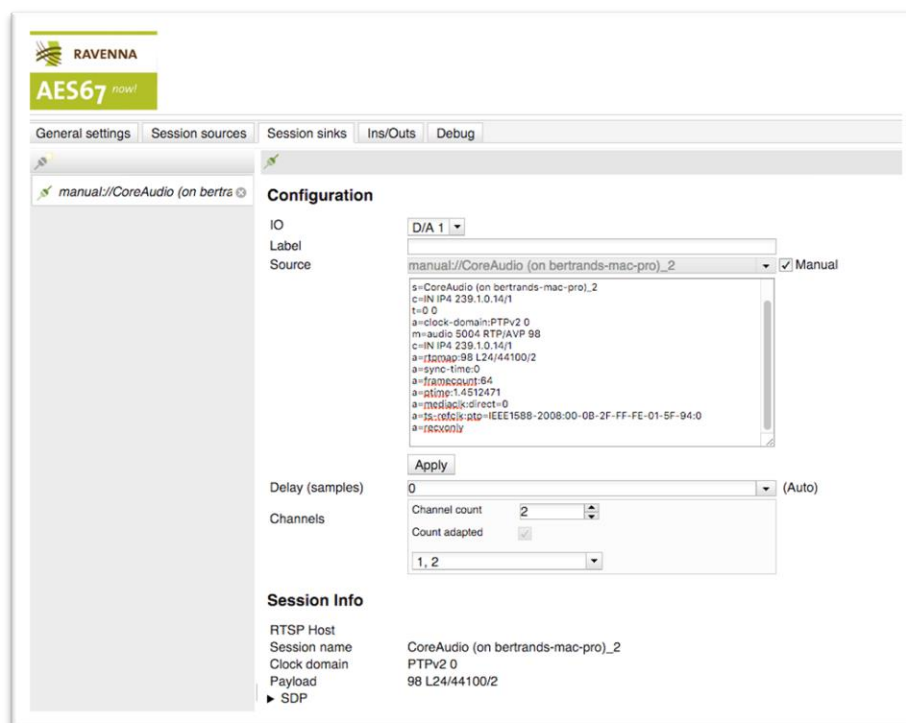 RAVENNA
AES67 now!
General settings Session sources Session sinks Ins/Outs Debug
manual://CoreAudio (on bertra
Configuration
IO D/A 1
Label
Source manual://CoreAudio (on bertrands-mac-pro)_2 Manual
s=CoreAudio (on bertrands-mac-pro)_2
c=IN IP4 239.1.0.14/1
t=0 0
a=clock-domain:PTPv2 0
m=audio 5004 RTP/AVP 98
c=IN IP4 239.1.0.14/1
a=rtpmap:98 L24/44100/2
a=sync-time:0
a=framecount:64
a=ptime:1.4512471
a=mediaclk:direct=0
a=ts-refclk:ptp=IEEE1588-2008:00-0B-2F-FF-FE-01-5F-94:0
a=recvonly
Apply
Delay (samples) 0 (Auto)
Channels
Channel count 2
Count adapted
1, 2
Session Info
RTSP Host
Session name CoreAudio (on bertrands-mac-pro)_2
Clock domain PTPv2 0
Payload 98 L24/44100/2
SDP